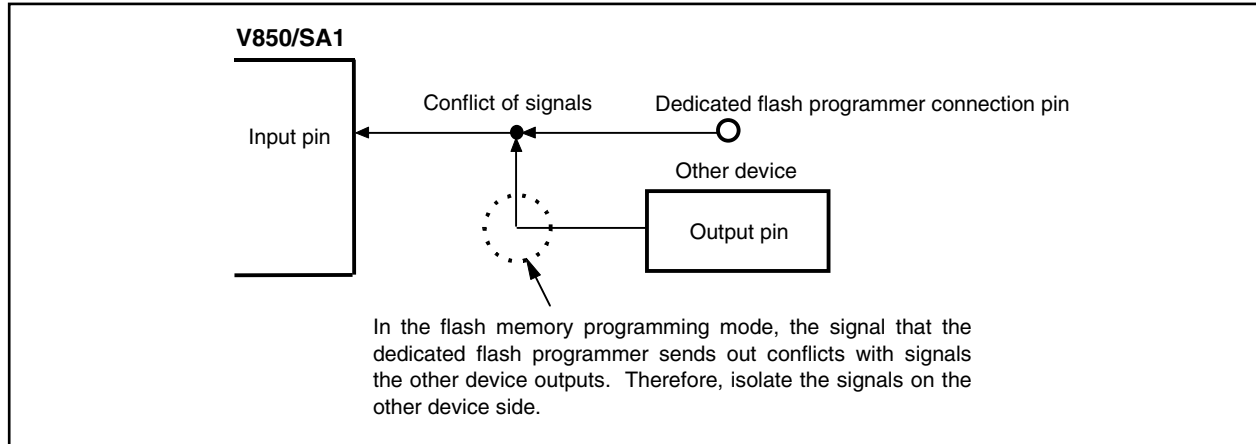 V850/SA1
Conflict of signals
Dedicated flash programmer connection pin
Input pin
Other device
Output pin
In the flash memory programming mode, the signal that the
dedicated flash programmer sends out conflicts with signals
the other device outputs. Therefore, isolate the signals on the
other device side.